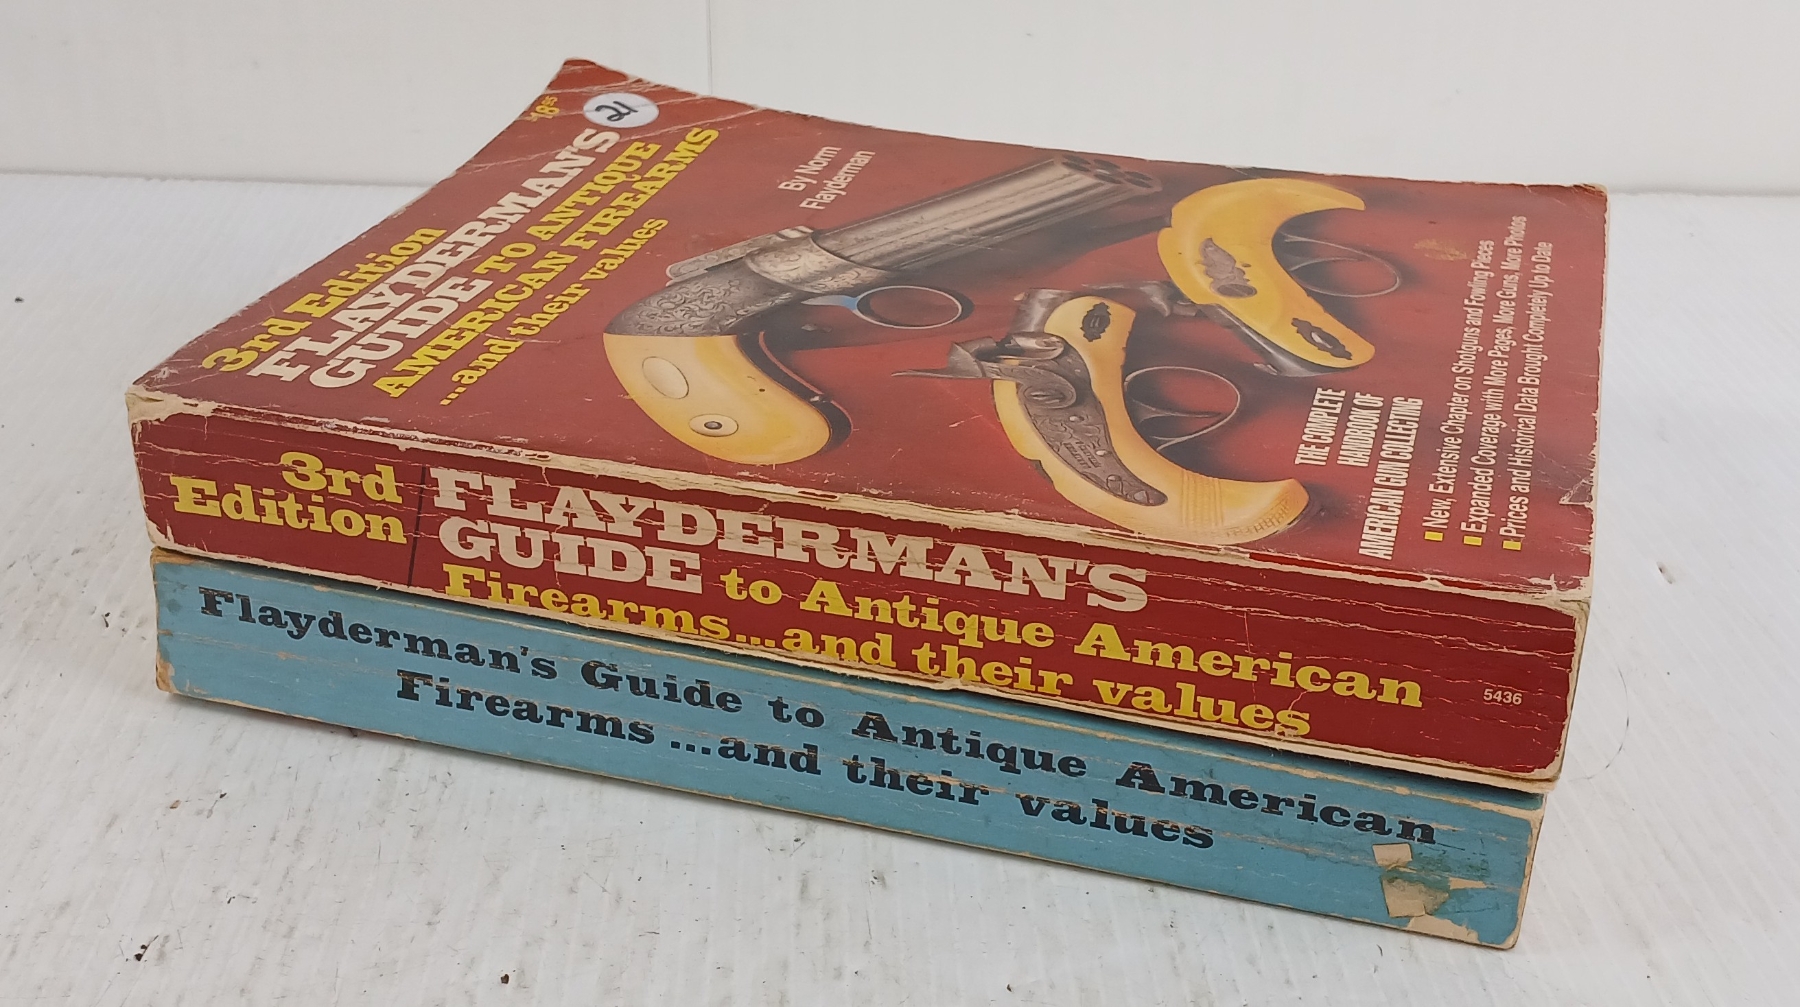 $18.95
21
3rd Edition
FLAYDERMAN'S
GUIDE TO ANTIQUE
AMERICAN FIREARMS
...and their values
By Norm
Flayderman
THE COMPLETE
HANDBOOK OF
AMERICAN GUN COLLECTING
New, Extensive Chapter on Shotguns and Fowling Pieces
Expanded Coverage with More Pages, More Guns, More Photos
Prices and Historical Data Brought Completely Up to Date
3rd
Edition
FLAYDERMAN'S
GUIDE to Antique American
Firearms...and their values
5436
Flayderman's Guide to Antique American
Firearms...and their values